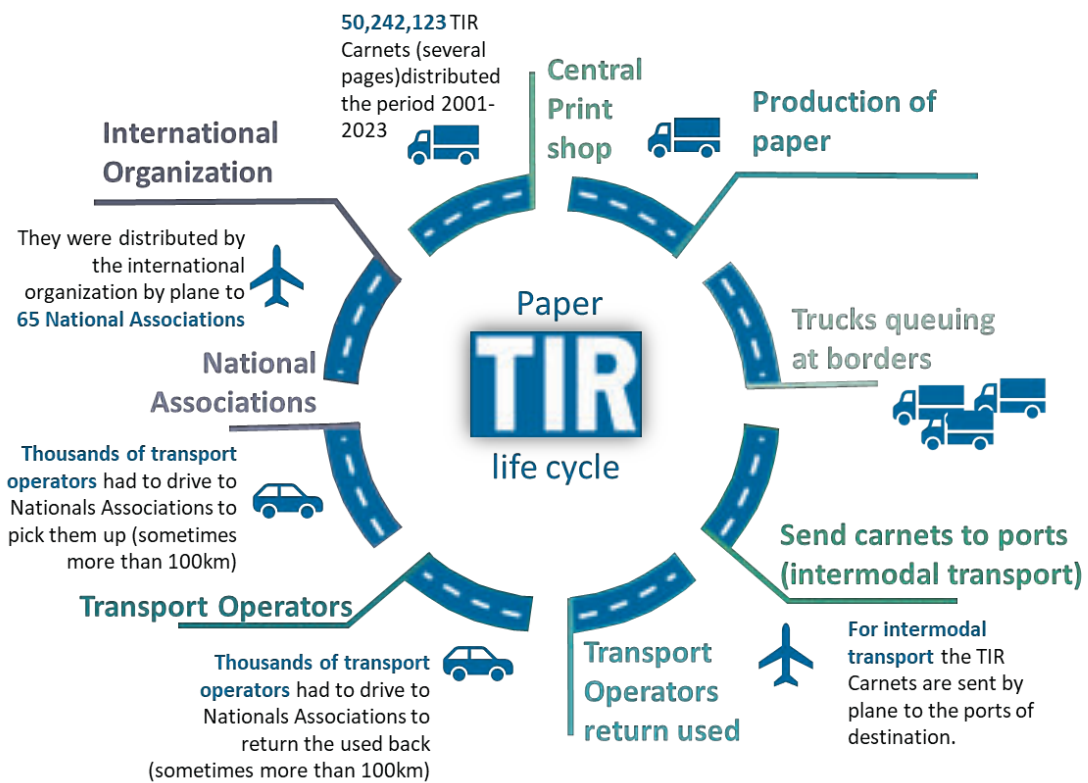 50,242,123 TIR
Carnets (several
pages)distributed
the period 2001-
2023
Central
Print
shop
Production of
paper
International
Organization
They were distributed by
the international
organization by plane to
65 National Associations
Paper
TIR
life cycle
Trucks queuing
at borders
National
Associations
Thousands of transport
operators had to drive to
Nationals Associations to
pick them up (sometimes
more than 100km)
Send carnets to ports
(intermodal transport)
For intermodal
transport the TIR
Carnets are sent by
plane to the ports of
destination.
Transport Operators
Thousands of transport
operators had to drive to
Nationals Associations to
return the used back
(sometimes more than 100km)
Transport
Operators
return used